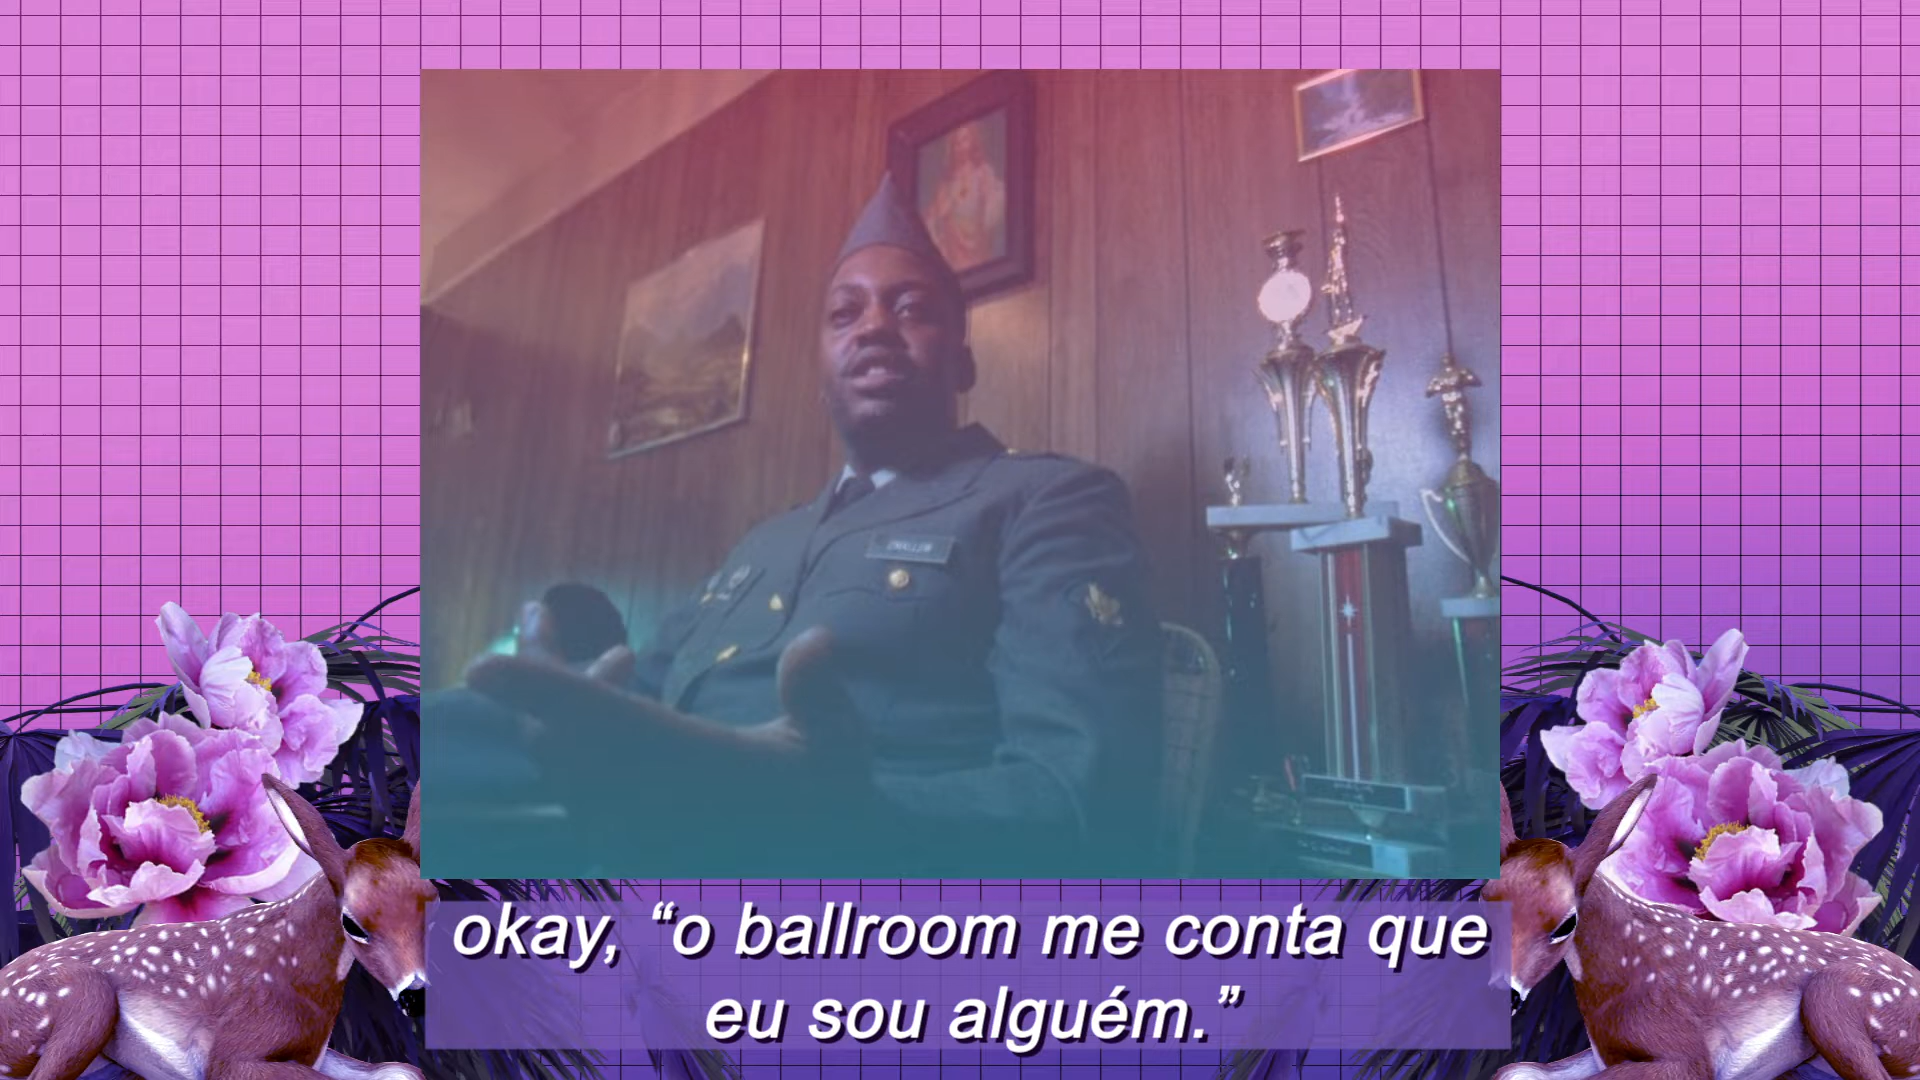 okay, “o ballroom me conta que
eu sou alguém.”